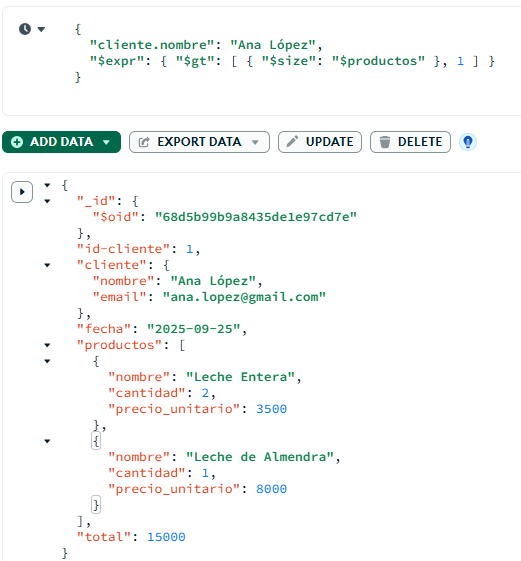 {
"cliente.nombre": "Ana López",
"$expr": { "$gt": [ { "$size": "$productos" }, 1 ] }
}
ADD DATA
EXPORT DATA
UPDATE
DELETE
{
"_id": {
"$oid": "68d5b99b9a8435de1e97cd7e"
},
"id-cliente": 1,
"cliente": {
"nombre": "Ana López",
"email": "ana.lopez@gmail.com"
},
"fecha": "2025-09-25",
"productos": [
{
"nombre": "Leche Entera",
"cantidad": 2,
"precio_unitario": 3500
},
{
"nombre": "Leche de Almendra",
"cantidad": 1,
"precio_unitario": 8000
}
],
"total": 15000
}